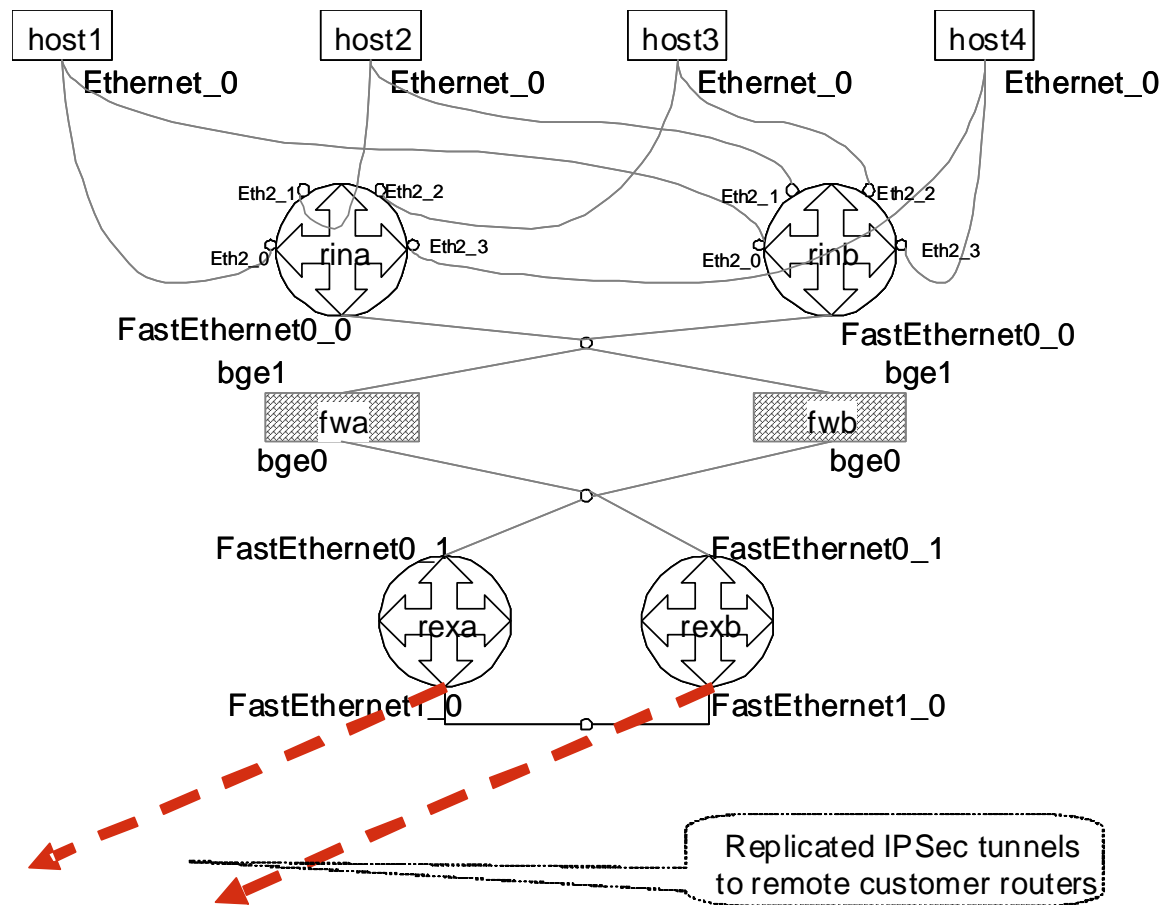 host1
host2
host3
host4
Ethernet_0
Ethernet_0
Ethernet_0
Ethernet_0
Eth2_1
Eth2_2
Eth2_1
Eth2_2
Eth2_0
rina
Eth2_3
Eth2_0
rinb
Eth2_3
FastEthernet0_0
FastEthernet0_0
bge1
bge1
fwa
fwb
bge0
bge0
FastEthernet0_1
FastEthernet0_1
rexa
rexb
FastEthernet1_0
FastEthernet1_0
Replicated IPSec tunnels
to remote customer routers